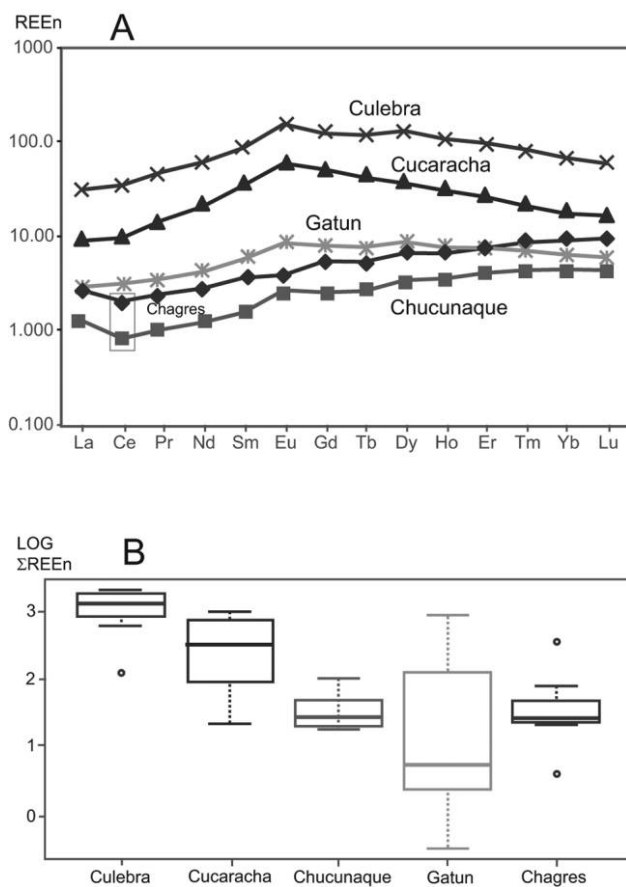 REEn
A
1000
100.0
10.00
1.000
0.100
Culebra
Cucaracha
Gatun
Chagres
Chucunaque
La Ce Pr Nd Sm Eu Gd Tb Dy Ho Er Tm Yb Lu
LOG
ΣREEn
B
3
2
1
0
Culebra Cucaracha Chucunaque Gatun Chagres